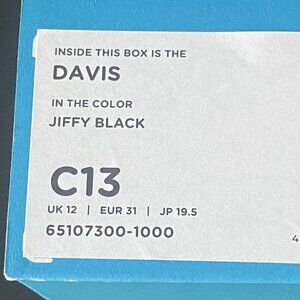 INSIDE THIS BOX IS THE
DAVIS
IN THE COLOR
JIFFY BLACK
C13
UK 12 | EUR 31 | JP 19.5
65107300-1000
4